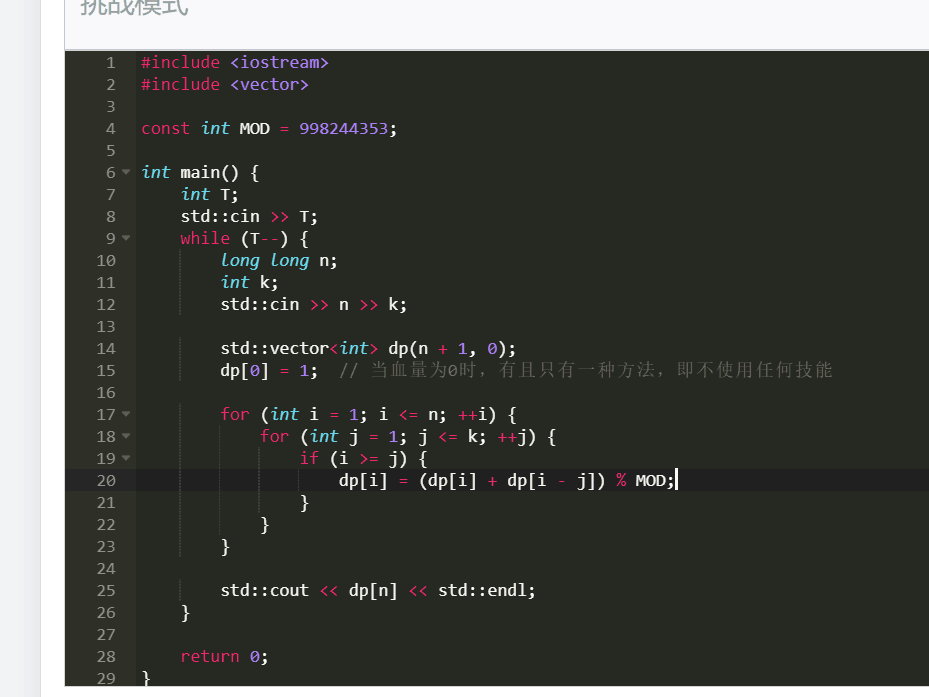 挑战模式
1 #include <iostream>
2 #include <vector>
3
4 const int MOD = 998244353;
5
6 int main() {
7     int T;
8     std::cin >> T;
9     while (T--) {
10         long long n;
11         int k;
12         std::cin >> n >> k;
13
14         std::vector<int> dp(n + 1, 0);
15         dp[0] = 1;  // 当血量为0时，有且只有一种方法，即不使用任何技能
16
17         for (int i = 1; i <= n; ++i) {
18             for (int j = 1; j <= k; ++j) {
19                 if (i >= j) {
20                     dp[i] = (dp[i] + dp[i - j]) % MOD;
21                 }
22             }
23         }
24
25         std::cout << dp[n] << std::endl;
26     }
27
28     return 0;
29 }